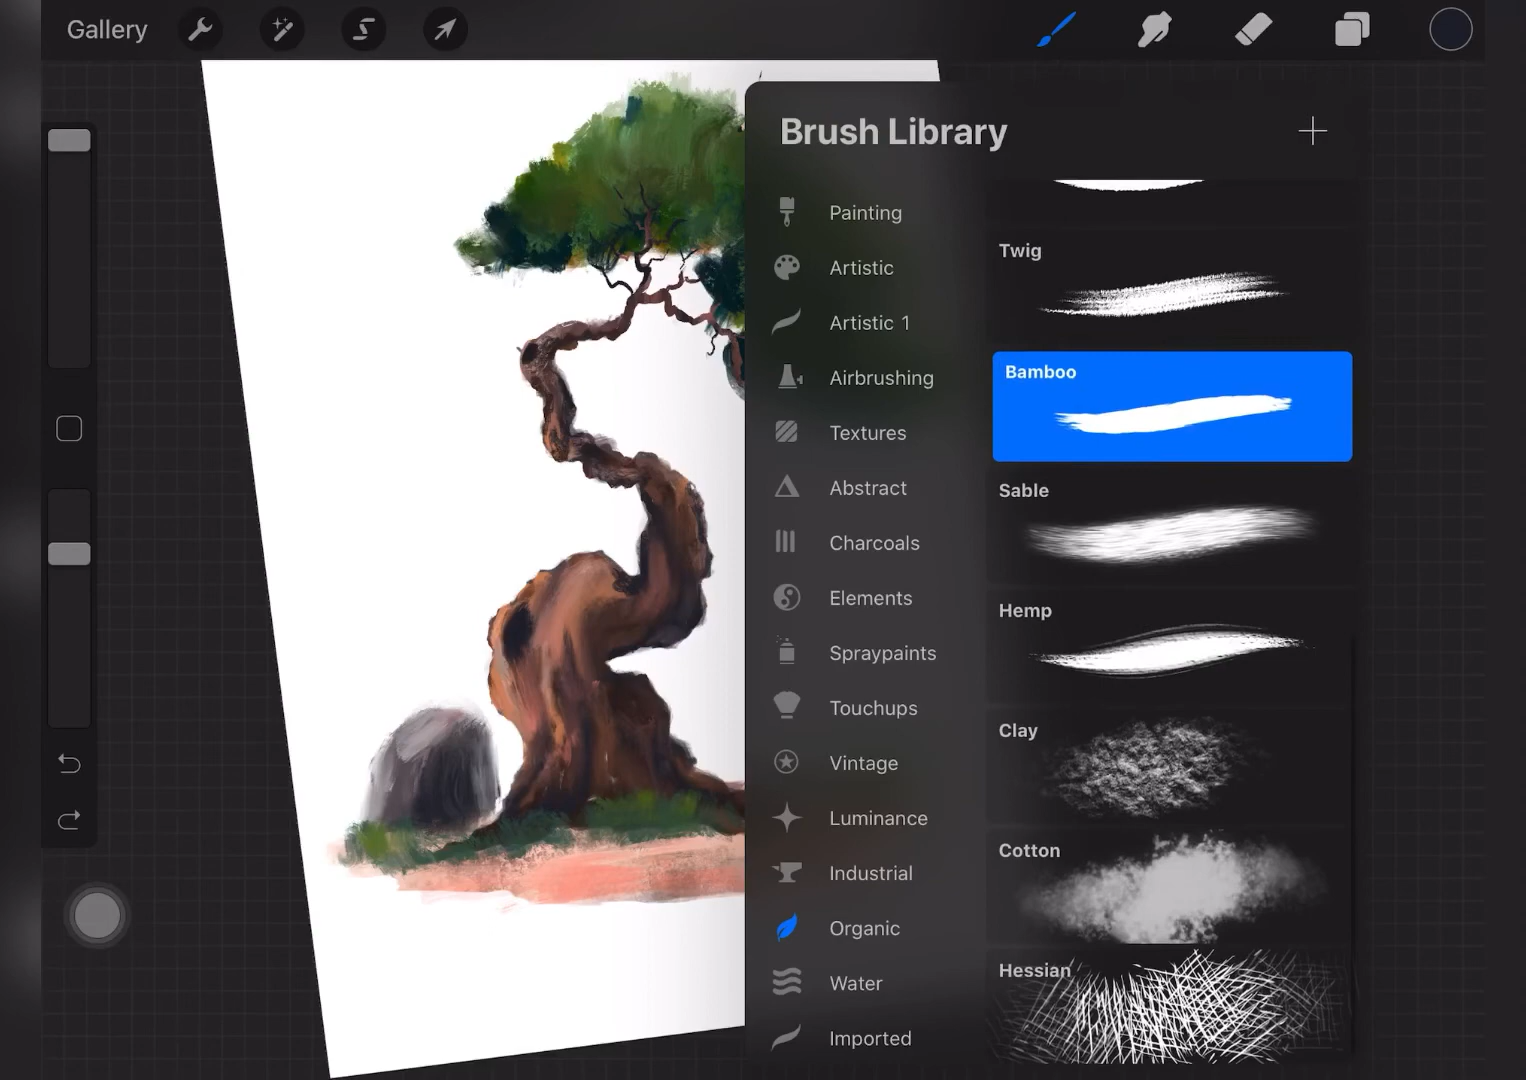 Gallery
Brush Library
Painting
Artistic
Artistic 1
Airbrushing
Textures
Abstract
Charcoals
Elements
Spraypaints
Touchups
Vintage
Luminance
Industrial
Organic
Water
Imported
Twig
Bamboo
Sable
Hemp
Clay
Cotton
Hessian